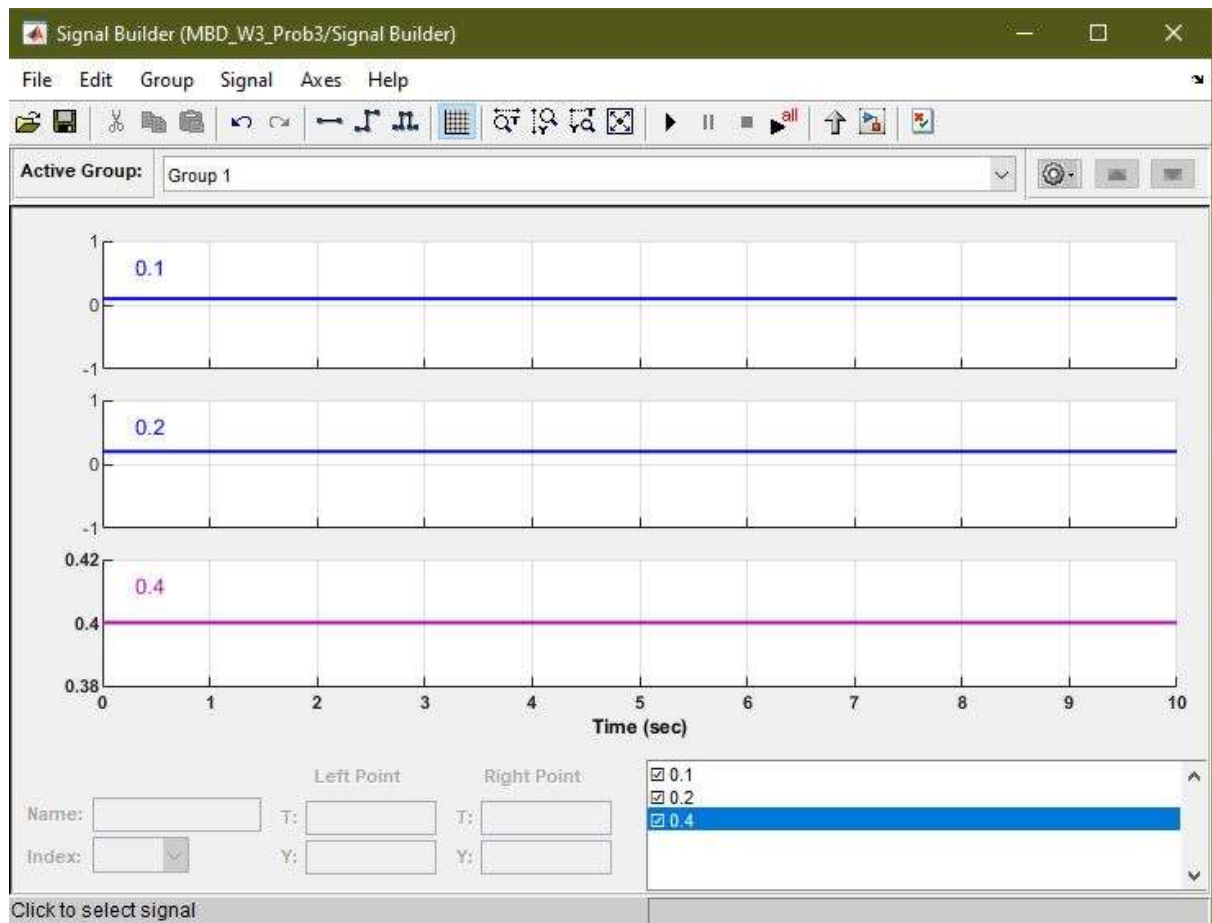 Signal Builder (MBD_W3_Prob3/Signal Builder)
File Edit Group Signal Axes Help
all
Active Group: Group 1
1
0.1
0
-1
1
0.2
0
-1
0.42
0.4
0.4
0.38
0 1 2 3 4 5 6 7 8 9 10
Time (sec)
Left Point Right Point
Name: T: T:
Index: Y: Y:
0.1
0.2
0.4
Click to select signal